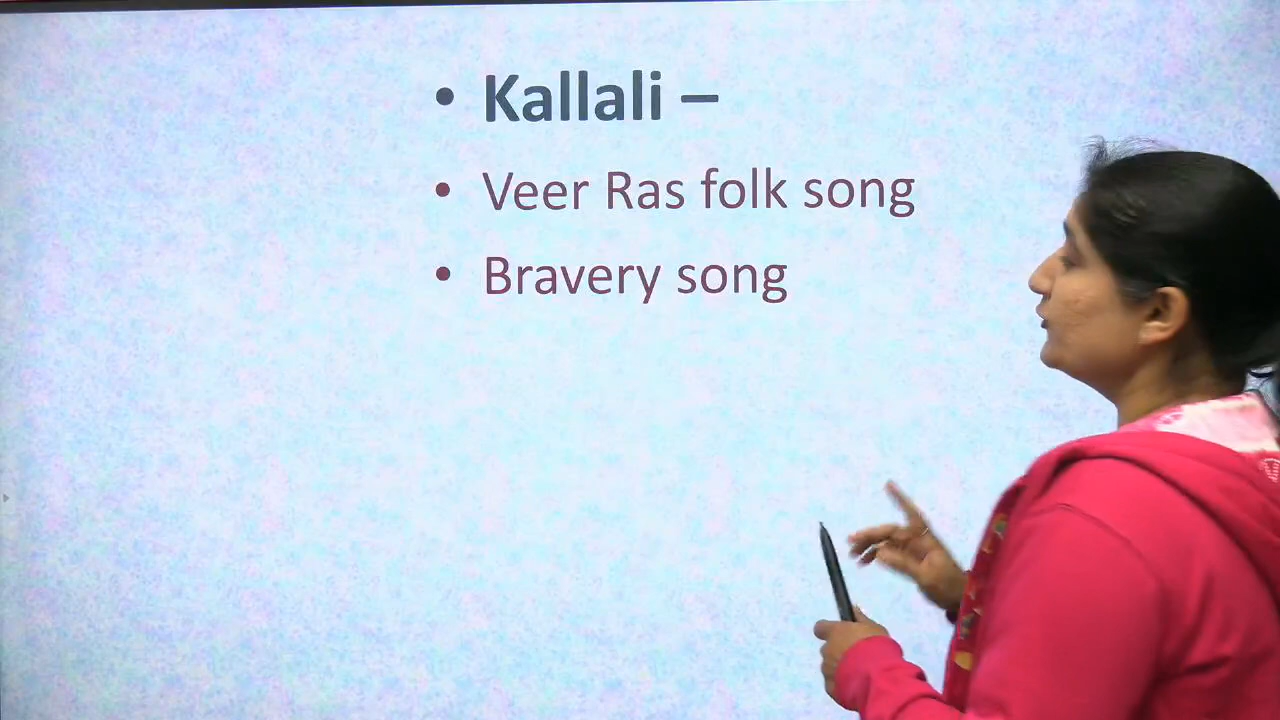 • Kallali –
• Veer Ras folk song
• Bravery song